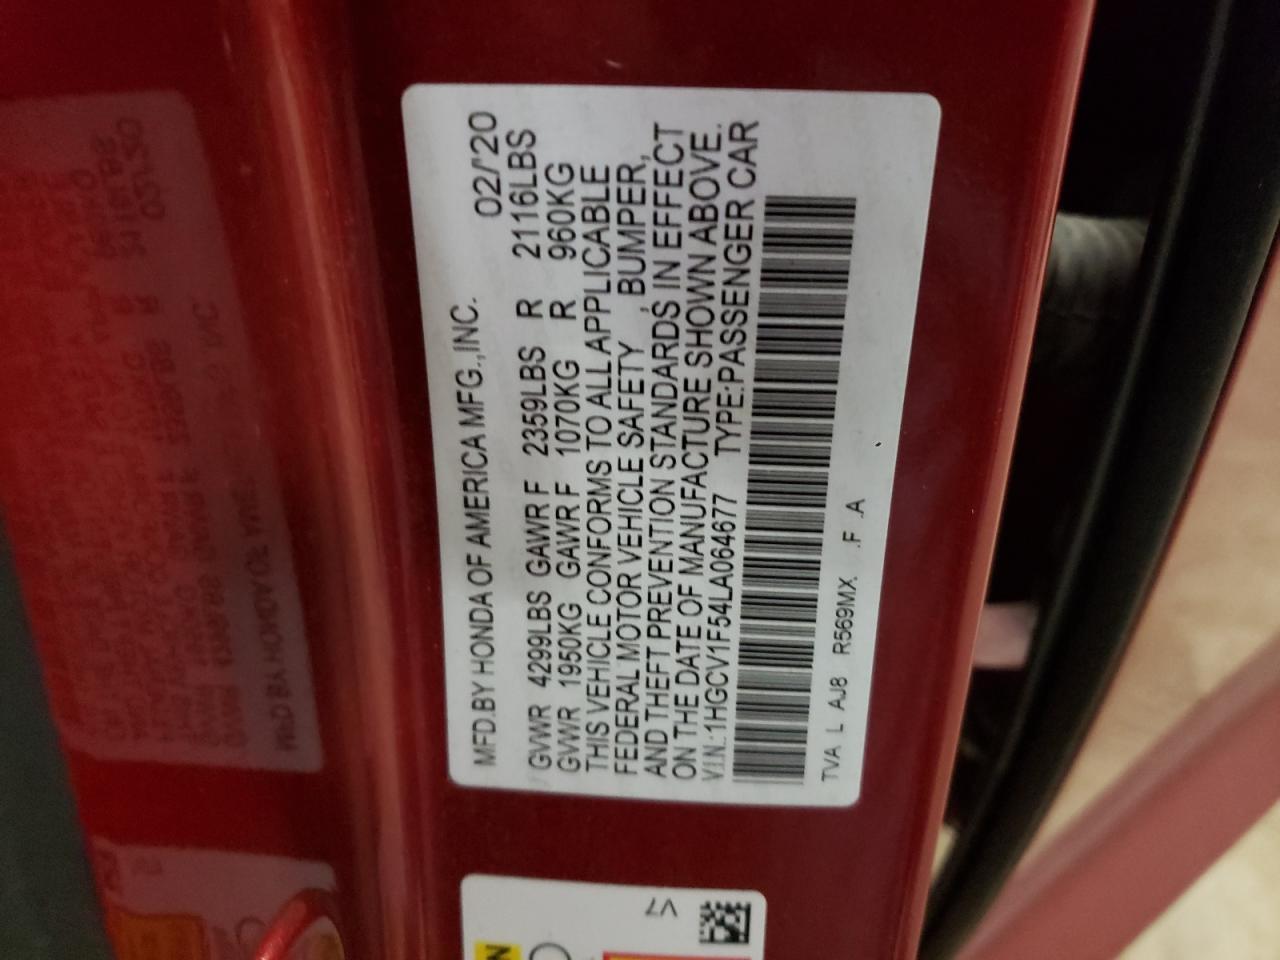 MFD.BY HONDA OF AMERICA MFG.,INC. 02/'20
GVWR 4299LBS GAWR F 2359LBS R 2116LBS
GVWR 1950KG GAWR F 1070KG R 960KG
THIS VEHICLE CONFORMS TO ALL APPLICABLE
FEDERAL MOTOR VEHICLE SAFETY , BUMPER,
AND THEFT PREVENTION STANDARDS IN EFFECT
ON THE DATE OF MANUFACTURE SHOWN ABOVE.
V.I.N.:1HGCV1F54LA064677 TYPE:PASSENGER CAR
TVA L AJ8 R569MX .F .A